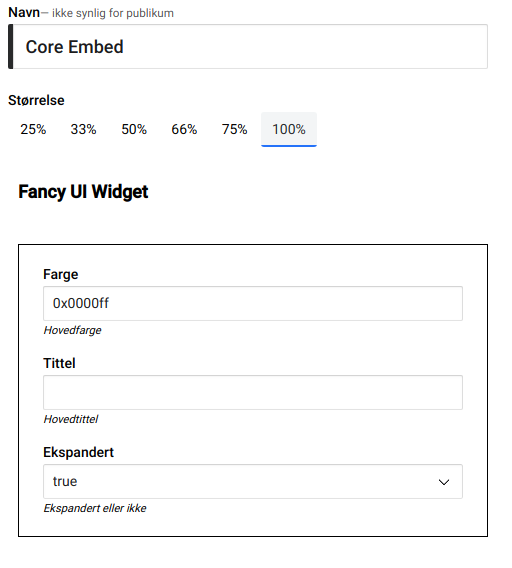 Navn— ikke synlig for publikum
Core Embed
Størrelse
25% 33% 50% 66% 75% 100%
Fancy UI Widget
Farge
0x0000ff
Hovedfarge
Tittel
Hovedtittel
Ekspandert
true
Ekspandert eller ikke